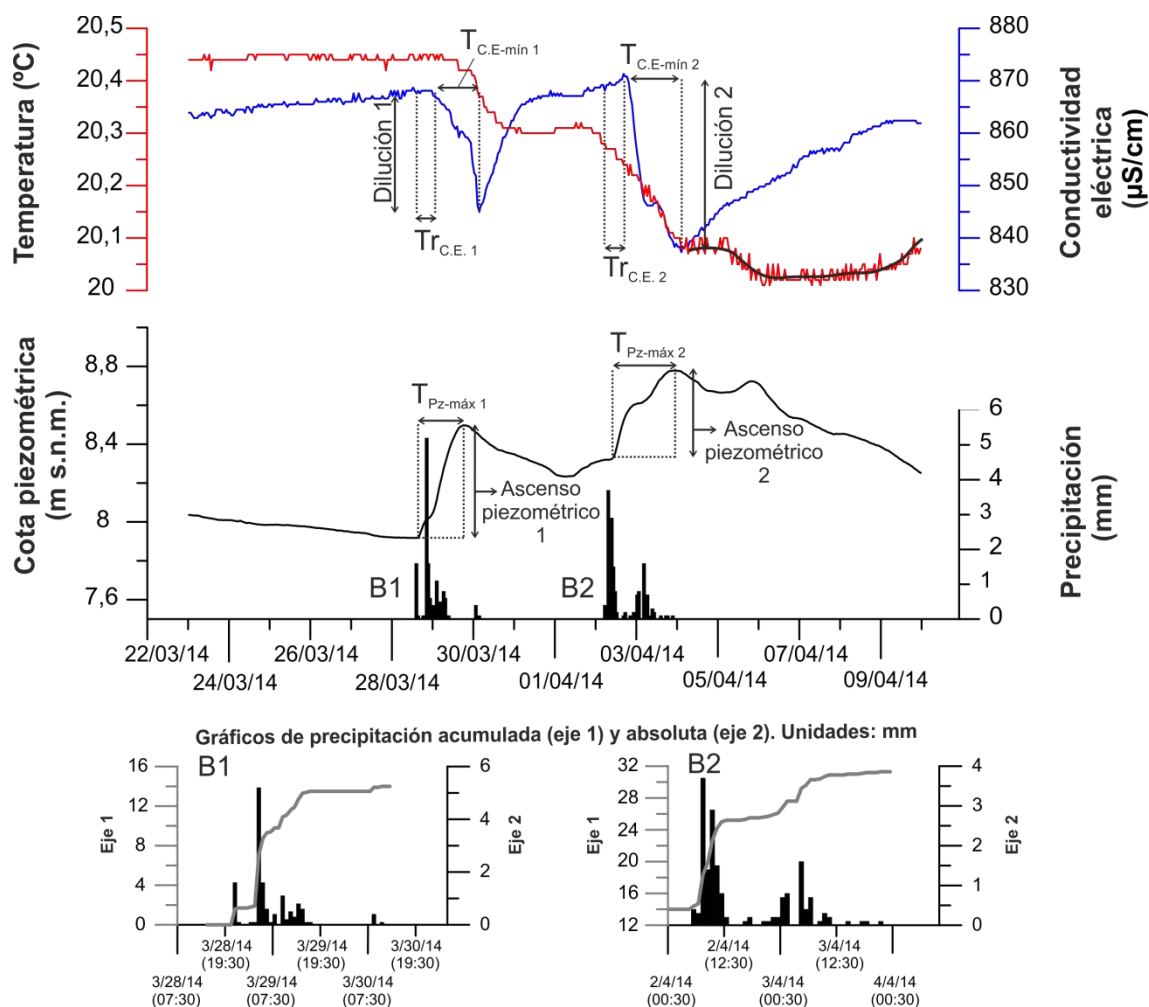 20,5
20,4
20,3
20,2
20,1
20
Temperatura (ºC)
T C.E-mín 1
T C.E-mín 2
Dilución 1
Dilución 2
Tr C.E. 1
Tr C.E. 2
880
870
860
850
840
830
Conductividad
eléctrica
(µS/cm)
8,8
8,4
8
7,6
Cota piezométrica
(m s.n.m.)
T Pz-máx 1
T Pz-máx 2
Ascenso
piezométrico
1
Ascenso
piezométrico
2
B1
B2
6
5
4
3
2
1
0
Precipitación
(mm)
22/03/14
26/03/14
30/03/14
03/04/14
07/04/14
24/03/14
28/03/14
01/04/14
05/04/14
09/04/14
Gráficos de precipitación acumulada (eje 1) y absoluta (eje 2). Unidades: mm
B1
16
12
8
4
0
Eje 1
6
4
2
0
Eje 2
3/28/14
(19:30)
3/29/14
(19:30)
3/30/14
(19:30)
3/28/14
(07:30)
3/29/14
(07:30)
3/30/14
(07:30)
B2
32
28
24
20
16
12
Eje 1
4
3
2
1
0
Eje 2
2/4/14
(12:30)
3/4/14
(12:30)
2/4/14
(00:30)
3/4/14
(00:30)
4/4/14
(00:30)